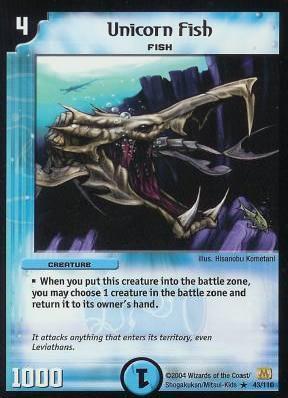 4
Unicorn Fish
FISH
illus. Hisanobu Kometani
CREATURE
▪ When you put this creature into the battle zone,
you may choose 1 creature in the battle zone and
return it to its owner's hand.
It attacks anything that enters its territory, even
Leviathans.
1000
1
©2004 Wizards of the Coast/
Shogakukan/Mitsui-Kids ★ 43/110